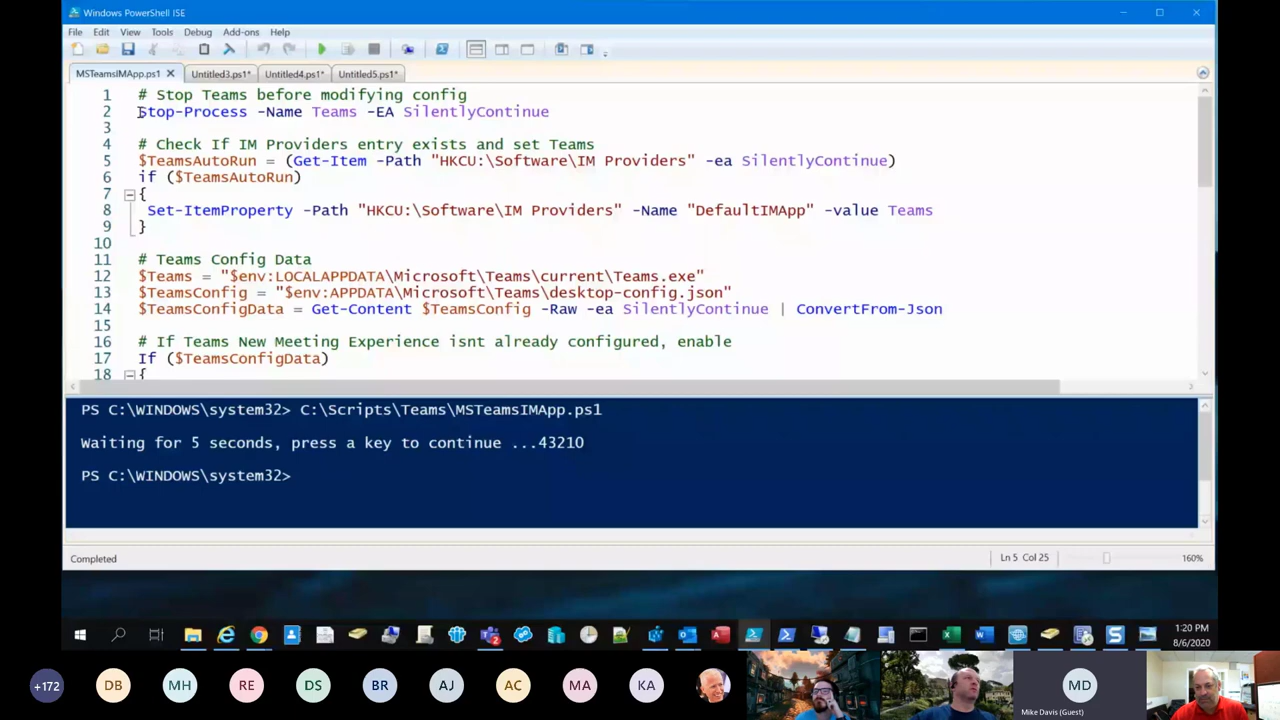 Windows PowerShell ISE
File Edit View Tools Debug Add-ons Help
MSTeamsIMApp.ps1 Untitled3.ps1* Untitled4.ps1* Untitled5.ps1*
1 # Stop Teams before modifying config
2 Stop-Process -Name Teams -EA SilentlyContinue
3
4 # Check If IM Providers entry exists and set Teams
5 $TeamsAutoRun = (Get-Item -Path "HKCU:\Software\IM Providers" -ea SilentlyContinue)
6 if ($TeamsAutoRun)
7 {
8 Set-ItemProperty -Path "HKCU:\Software\IM Providers" -Name "DefaultIMApp" -value Teams
9 }
10
11 # Teams Config Data
12 $Teams = "$env:LOCALAPPDATA\Microsoft\Teams\current\Teams.exe"
13 $TeamsConfig = "$env:APPDATA\Microsoft\Teams\desktop-config.json"
14 $TeamsConfigData = Get-Content $TeamsConfig -Raw -ea SilentlyContinue | ConvertFrom-Json
15
16 # If Teams New Meeting Experience isnt already configured, enable
17 If ($TeamsConfigData)
18 {
PS C:\WINDOWS\system32> C:\Scripts\Teams\MSTeamsIMApp.ps1
Waiting for 5 seconds, press a key to continue ...43210
PS C:\WINDOWS\system32>
Completed Ln 5 Col 25 160%
1:20 PM
8/6/2020
+172 DB MH RE DS BR AJ AC MA KA MD
Mike Davis (Guest)